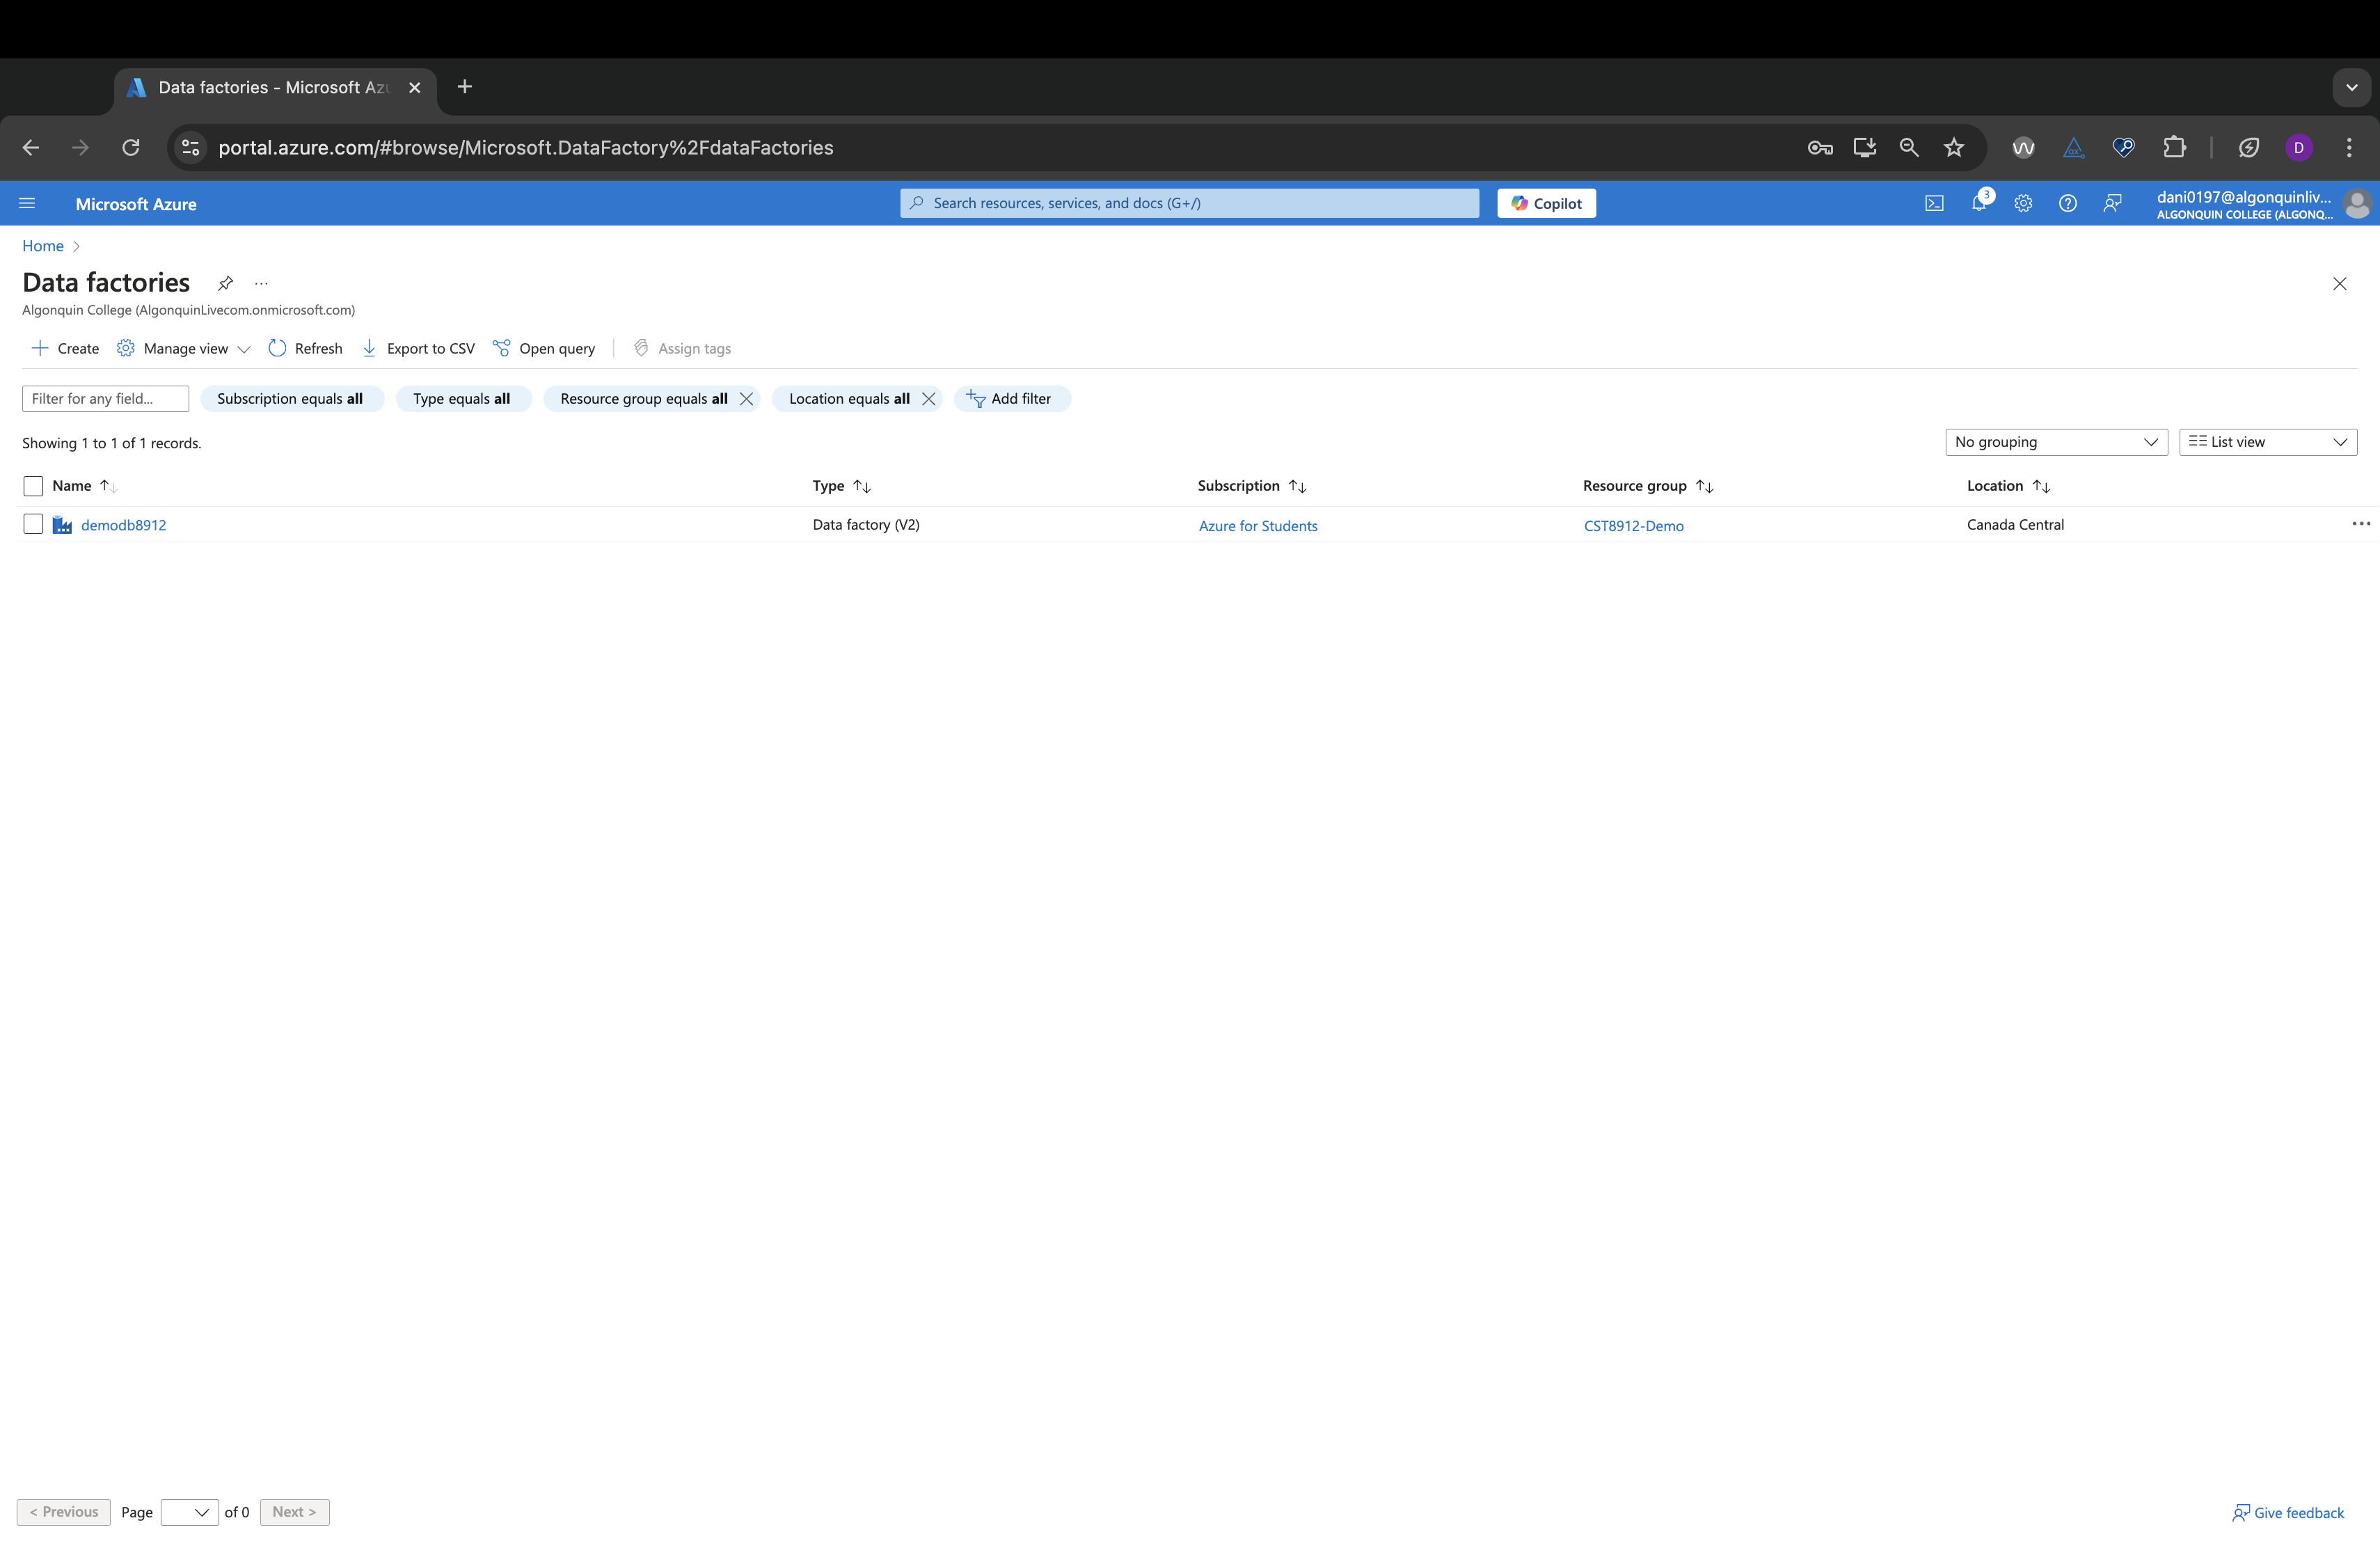 Data factories - Microsoft Azu
portal.azure.com/#browse/Microsoft.DataFactory%2FdataFactories
D
Microsoft Azure
Search resources, services, and docs (G+/)
Copilot
3
dani0197@algonquinliv...
ALGONQUIN COLLEGE (ALGONQ...
Home
Data factories
...
Algonquin College (AlgonquinLivecom.onmicrosoft.com)
Create
Manage view
Refresh
Export to CSV
Open query
Assign tags
Filter for any field...
Subscription equals all
Type equals all
Resource group equals all
Location equals all
Add filter
Showing 1 to 1 of 1 records.
No grouping
List view
Name
Type
Subscription
Resource group
Location
demodb8912
Data factory (V2)
Azure for Students
CST8912-Demo
Canada Central
< Previous
Page
of 0
Next >
Give feedback